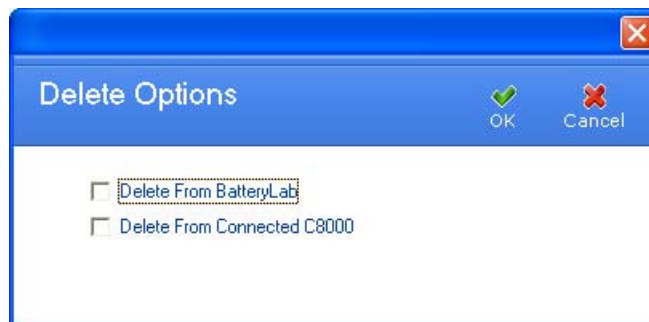 Delete Options
OK
Cancel
Delete From BatteryLab
Delete From Connected C8000